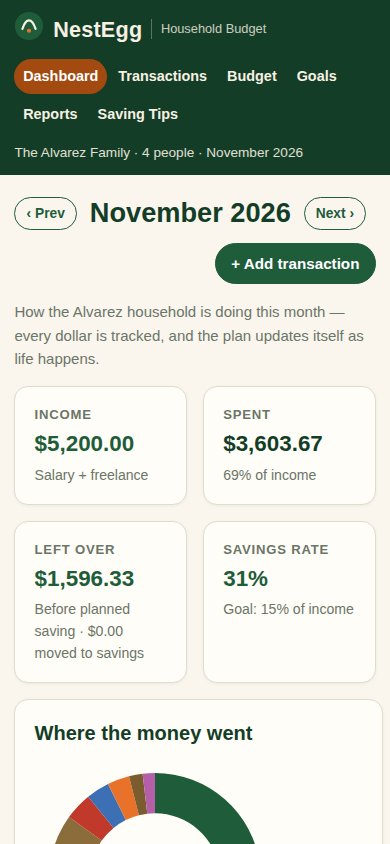 NestEgg
Household Budget
Dashboard Transactions Budget Goals
Reports Saving Tips
The Alvarez Family · 4 people · November 2026
‹ Prev November 2026 Next ›
+ Add transaction
How the Alvarez household is doing this month —
every dollar is tracked, and the plan updates itself as
life happens.
INCOME
$5,200.00
Salary + freelance
SPENT
$3,603.67
69% of income
LEFT OVER
$1,596.33
Before planned
saving · $0.00
moved to savings
SAVINGS RATE
31%
Goal: 15% of income
Where the money went